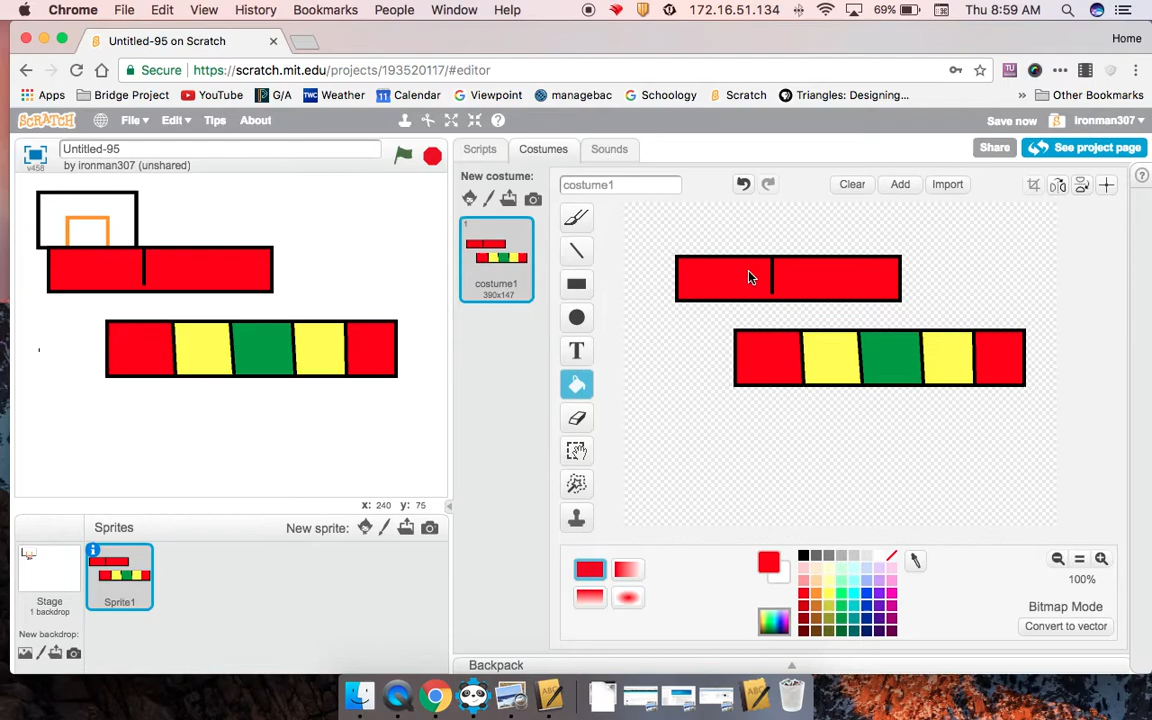 Chrome File Edit View History Bookmarks People Window Help 172.16.51.134 69% Thu 8:59 AM
Untitled-95 on Scratch Home
Secure https://scratch.mit.edu/projects/193520117/#editor
Apps Bridge Project YouTube G/A Weather Calendar Viewpoint managebac Schoology Scratch Triangles: Designing... » Other Bookmarks
SCRATCH File Edit Tips About Save now ironman307
Untitled-95 Scripts Costumes Sounds Share See project page
by ironman307 (unshared)
v458
New costume: costume1 Clear Add Import
1
costume1
390x147
T
x: 240 y: 75
Sprites New sprite:
Stage
1 backdrop
Sprite1
New backdrop:
100%
Bitmap Mode
Convert to vector
Backpack